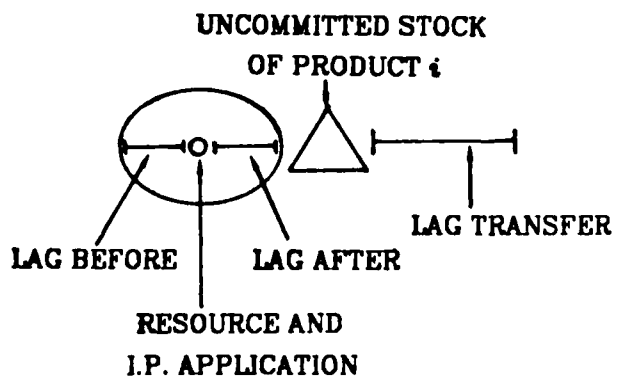 UNCOMMITTED STOCK
OF PRODUCT i
LAG TRANSFER
LAG BEFORE
LAG AFTER
RESOURCE AND
I.P. APPLICATION